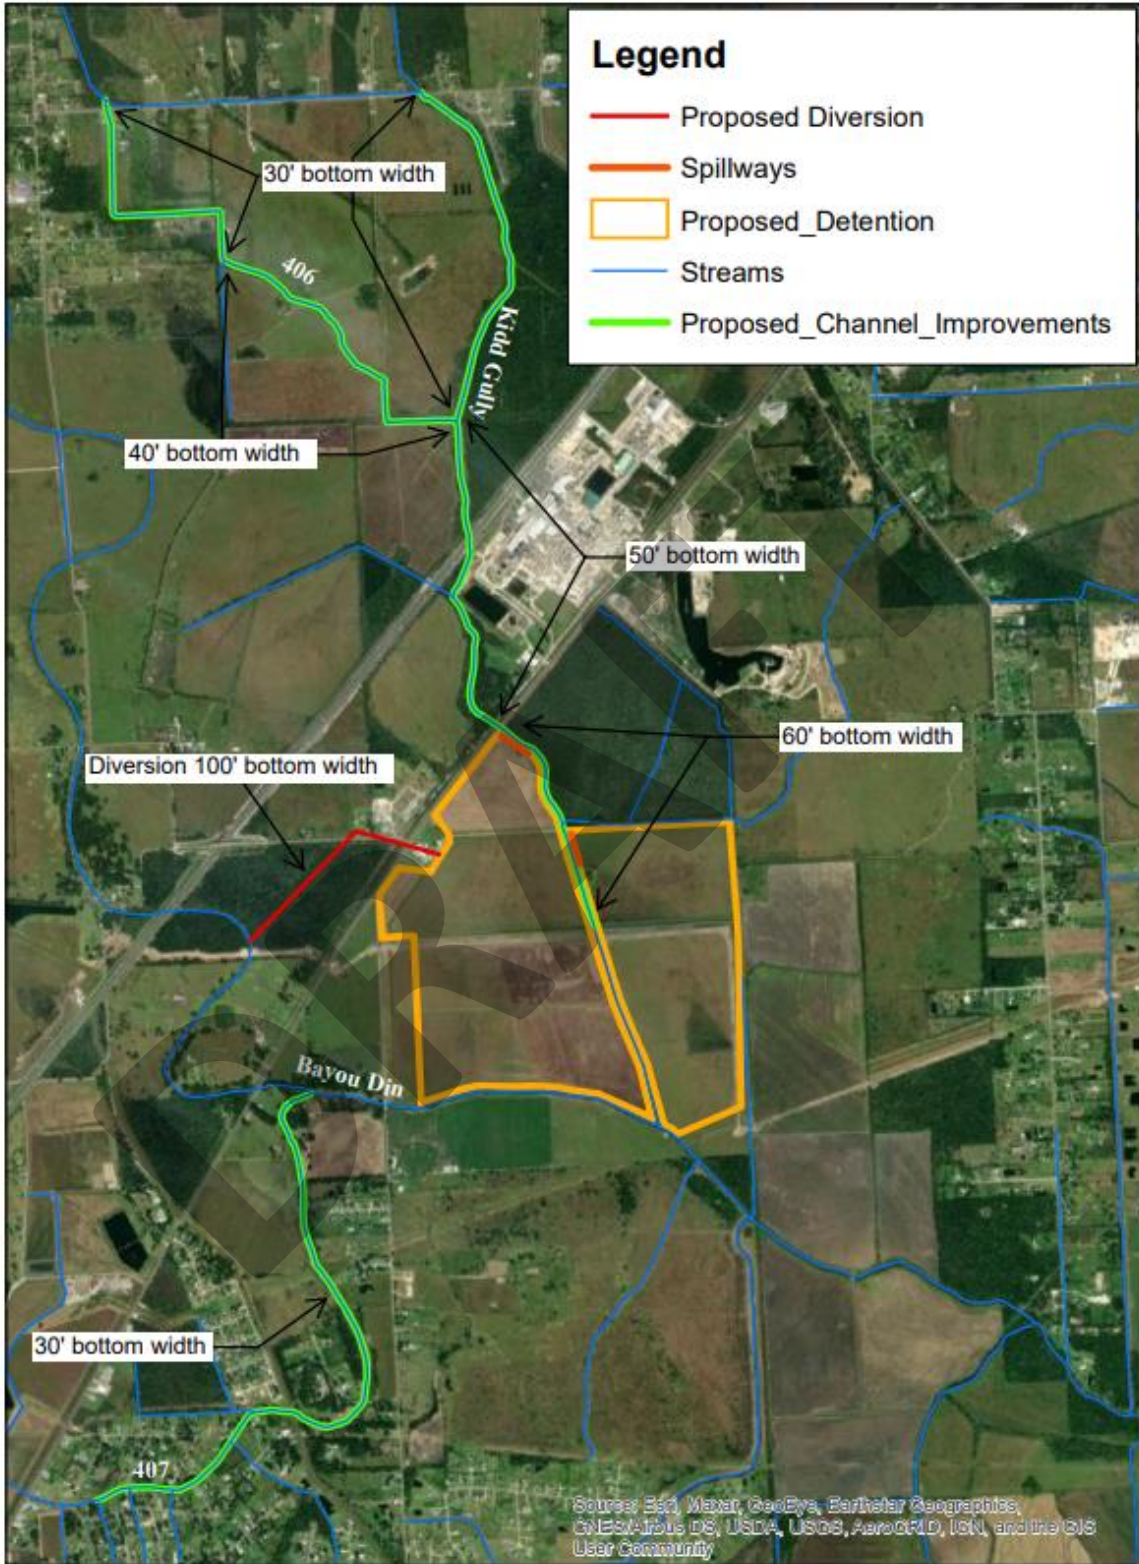 Legend
Proposed Diversion
Spillways
Proposed_Detention
Streams
Proposed_Channel_Improvements
30' bottom width
406
Kidd Gully
40' bottom width
50' bottom width
60' bottom width
Diversion 100' bottom width
DRAFT
Bayou Din
30' bottom width
407
Source: Esri, Maxar, GeoEye, Earthstar Geographics,
CNES/Airbus DS, USDA, USGS, AeroGRID, IGN, and the GIS
User Community